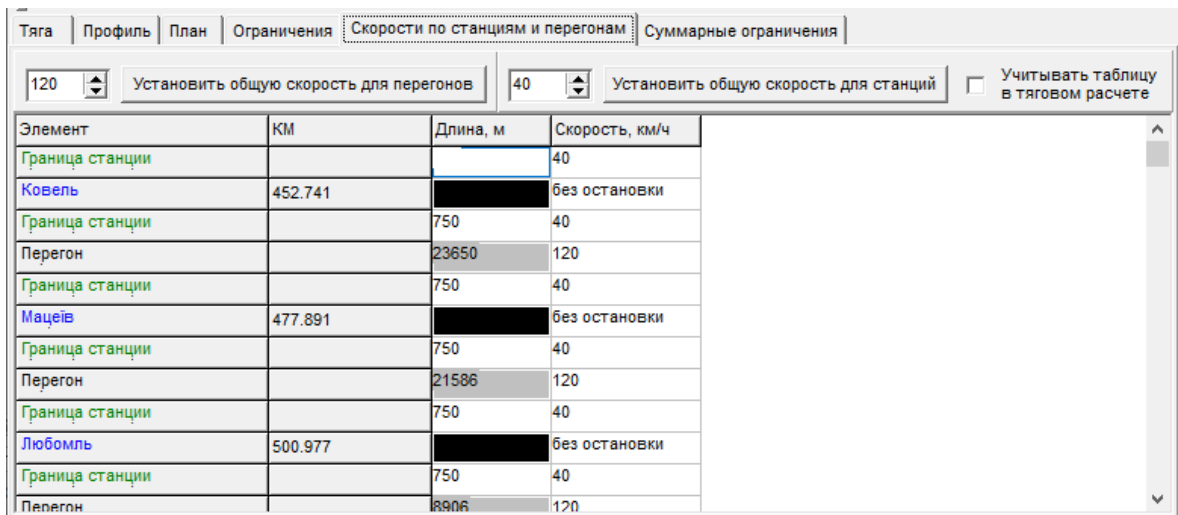 Тяга Профиль План Ограничения Скорости по станциям и перегонам Суммарные ограничения
120 Установить общую скорость для перегонов 40 Установить общую скорость для станций Учитывать таблицу
в тяговом расчете
Элемент КМ Длина, м Скорость, км/ч
Граница станции 40
Ковель 452.741 без остановки
Граница станции 750 40
Перегон 23650 120
Граница станции 750 40
Мацеїв 477.891 без остановки
Граница станции 750 40
Перегон 21586 120
Граница станции 750 40
Любомль 500.977 без остановки
Граница станции 750 40
Перегон 8906 120